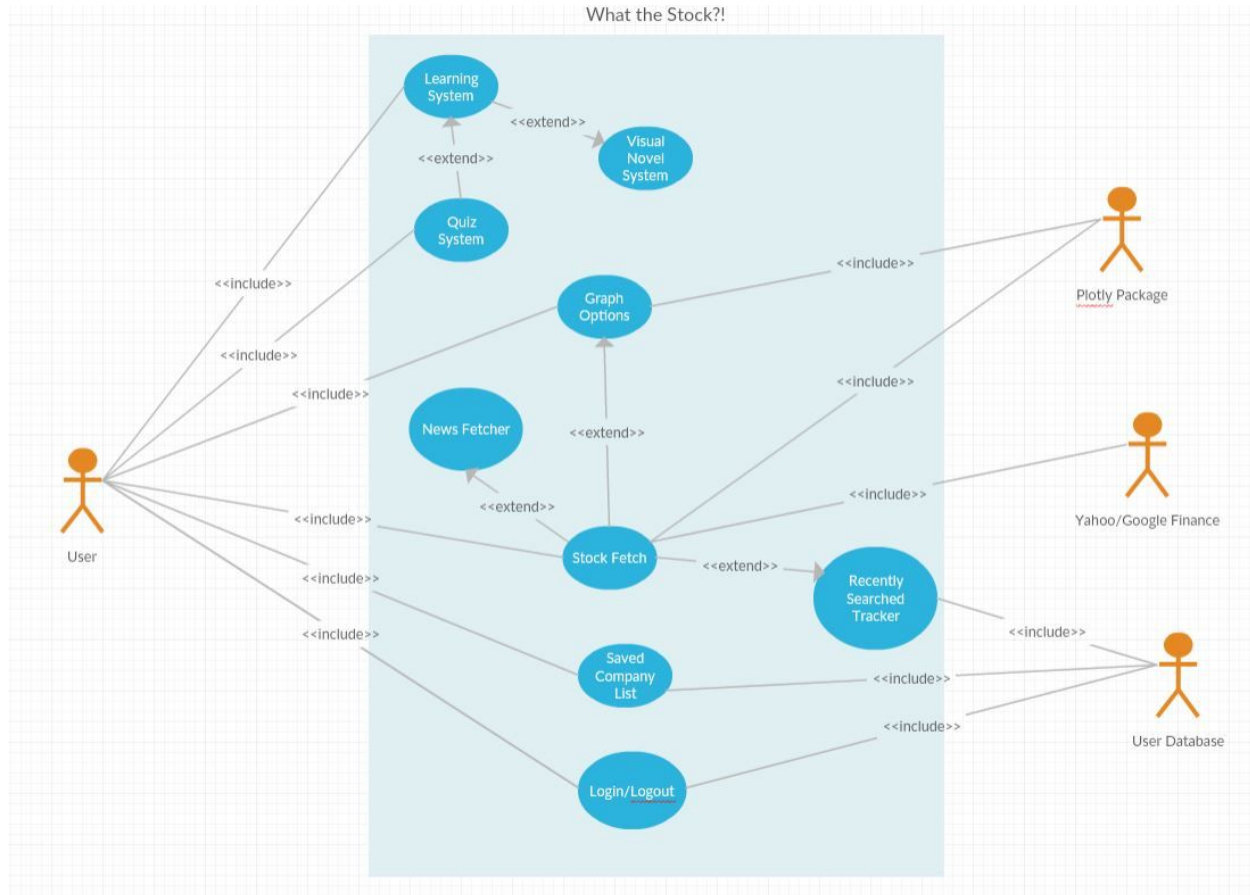 What the Stock?!
Learning
System
<<extend>>
Visual
Novel
System
<<extend>>
Quiz
System
<<include>>
<<include>>
Graph
Options
<<include>>
Plotly Package
<<include>>
<<include>>
<<include>>
News Fetcher
<<extend>>
<<extend>>
<<include>>
Yahoo/Google Finance
<<include>>
User
Stock Fetch
<<extend>>
Recently
Searched
Tracker
<<include>>
<<include>>
<<include>>
Saved
Company
List
<<include>>
<<include>>
User Database
Login/Logout